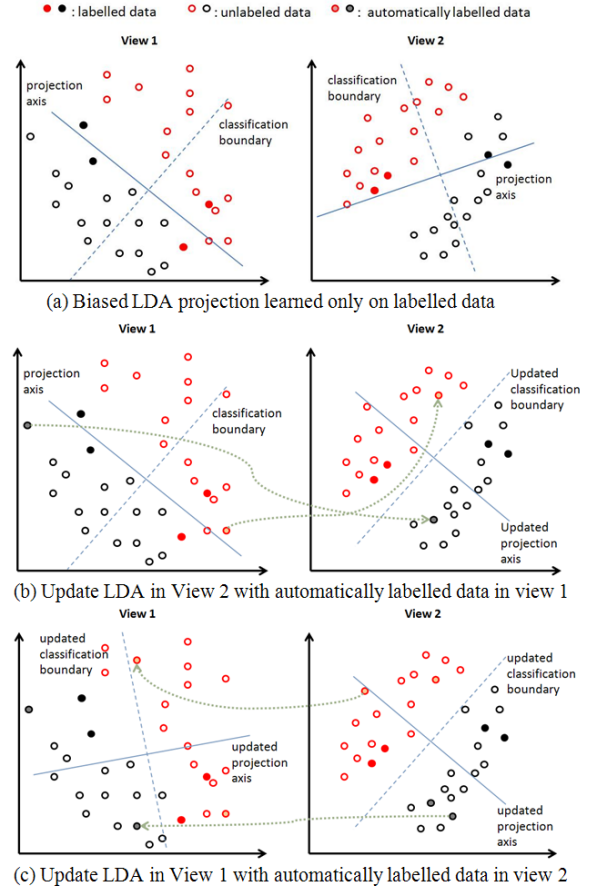 : labelled data : unlabeled data : automatically labelled data
View 1 View 2
projection
axis
classification
boundary
classification
boundary
projection
axis
(a) Biased LDA projection learned only on labelled data
View 1 View 2
projection
axis
classification
boundary
Updated
classification
boundary
Updated
projection
axis
(b) Update LDA in View 2 with automatically labelled data in view 1
View 1 View 2
updated
classification
boundary
updated
projection
axis
updated
classification
boundary
updated
projection
axis
(c) Update LDA in View 1 with automatically labelled data in view 2